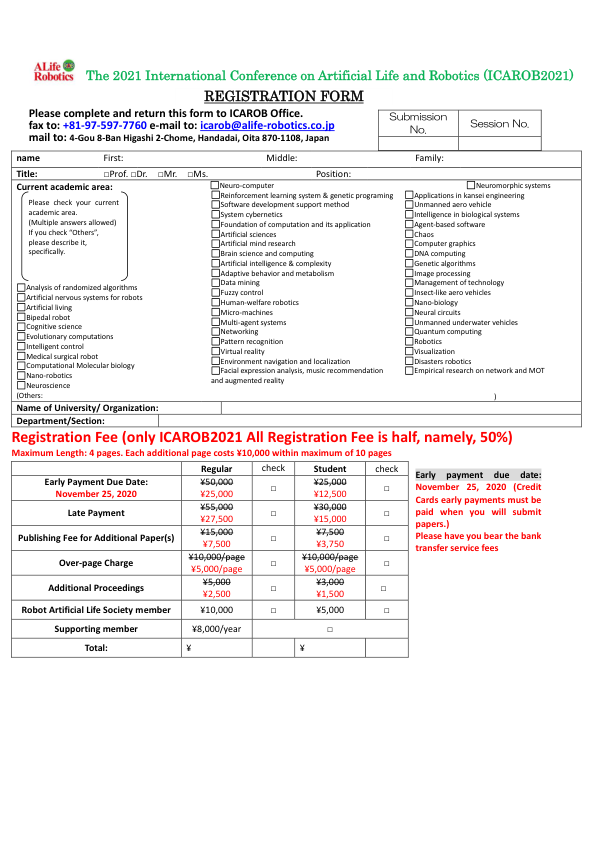 ALife
Robotics
The 2021 International Conference on Artificial Life and Robotics (ICAROB2021)
REGISTRATION FORM
Please complete and return this form to ICAROB Office.
fax to: +81-97-597-7760 e-mail to: icarob@alife-robotics.co.jp
mail to: 4-Gou 8-Ban Higashi 2-Chome, Handadai, Oita 870-1108, Japan
Submission No.
Session No.
name First: Middle: Family:
Title: □Prof. □Dr. □Mr. □Ms. Position:
Current academic area:
Please check your current
academic area.
(Multiple answers allowed)
If you check "Others",
please describe it,
specifically.
Analysis of randomized algorithms
Artificial nervous systems for robots
Artificial living
Bipedal robot
Cognitive science
Evolutionary computations
Intelligent control
Medical surgical robot
Computational Molecular biology
Nano-robotics
Neuroscience
Neuro-computer
Reinforcement learning system & genetic programing
Software development support method
System cybernetics
Foundation of computation and its application
Artificial sciences
Artificial mind research
Brain science and computing
Artificial intelligence & complexity
Adaptive behavior and metabolism
Data mining
Fuzzy control
Human-welfare robotics
Micro-machines
Multi-agent systems
Networking
Pattern recognition
Virtual reality
Environment navigation and localization
Facial expression analysis, music recommendation
and augmented reality
Neuromorphic systems
Applications in kansei engineering
Unmanned aero vehicle
Intelligence in biological systems
Agent-based software
Chaos
Computer graphics
DNA computing
Genetic algorithms
Image processing
Management of technology
Insect-like aero vehicles
Nano-biology
Neural circuits
Unmanned underwater vehicles
Quantum computing
Robotics
Visualization
Disasters robotics
Empirical research on network and MOT
(Others: )
Name of University/ Organization:
Department/Section:
Registration Fee (only ICAROB2021 All Registration Fee is half, namely, 50%)
Maximum Length: 4 pages. Each additional page costs ¥10,000 within maximum of 10 pages
Regular check Student check
Early Payment Due Date: ¥50,000 □ ¥25,000 □
November 25, 2020 ¥25,000 ¥12,500
Late Payment ¥55,000 □ ¥30,000 □
¥27,500 ¥15,000
Publishing Fee for Additional Paper(s) ¥15,000 □ ¥7,500 □
¥7,500 ¥3,750
Over-page Charge ¥10,000/page □ ¥10,000/page □
¥5,000/page ¥5,000/page
Additional Proceedings ¥5,000 □ ¥3,000 □
¥2,500 ¥1,500
Robot Artificial Life Society member ¥10,000 □ ¥5,000 □
Supporting member ¥8,000/year □
Total: ¥ ¥
Early payment due date:
November 25, 2020 (Credit
Cards early payments must be
paid when you will submit
papers.)
Please have you bear the bank
transfer service fees